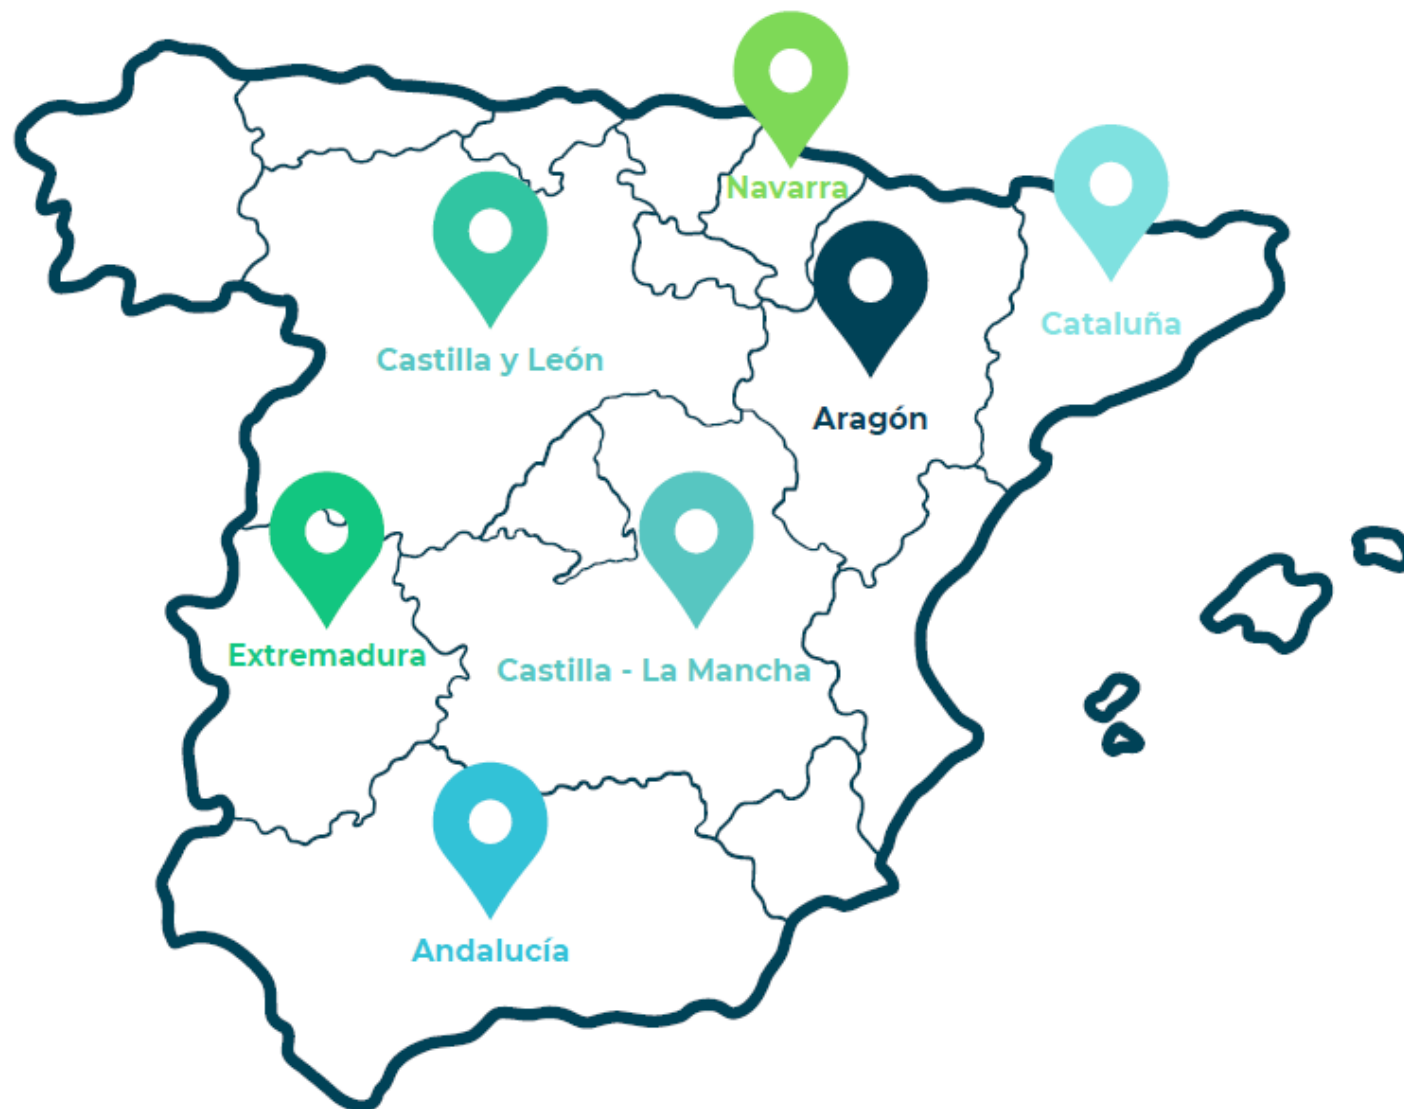 Navarra
Cataluña
Castilla y León
Aragón
Extremadura
Castilla - La Mancha
Andalucía